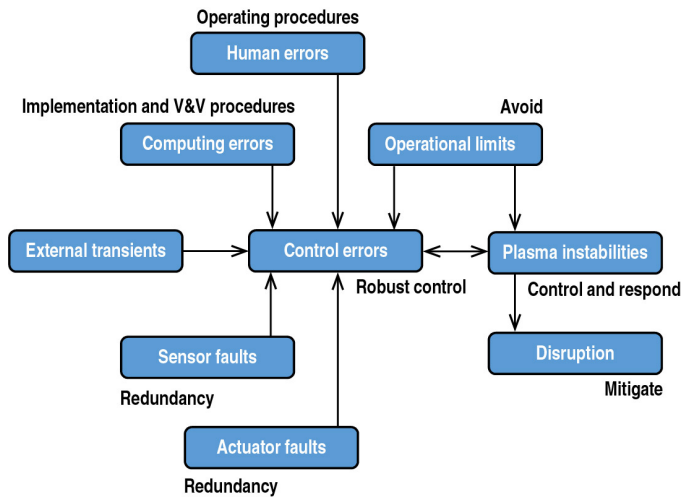 Operating procedures
Human errors
Implementation and V&V procedures
Avoid
Computing errors
Operational limits
External transients
Control errors
Plasma instabilities
Robust control
Control and respond
Sensor faults
Disruption
Redundancy
Mitigate
Actuator faults
Redundancy